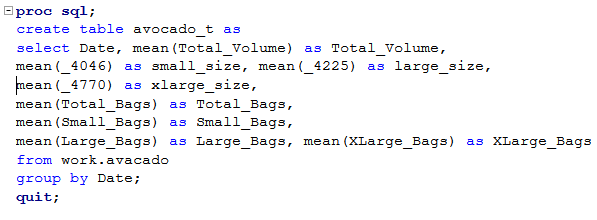 proc sql;
create table avocado_t as
select Date, mean(Total_Volume) as Total_Volume,
mean(_4046) as small_size, mean(_4225) as large_size,
mean(_4770) as xlarge_size,
mean(Total_Bags) as Total_Bags,
mean(Small_Bags) as Small_Bags,
mean(Large_Bags) as Large_Bags, mean(XLarge_Bags) as XLarge_Bags
from work.avacado
group by Date;
quit;